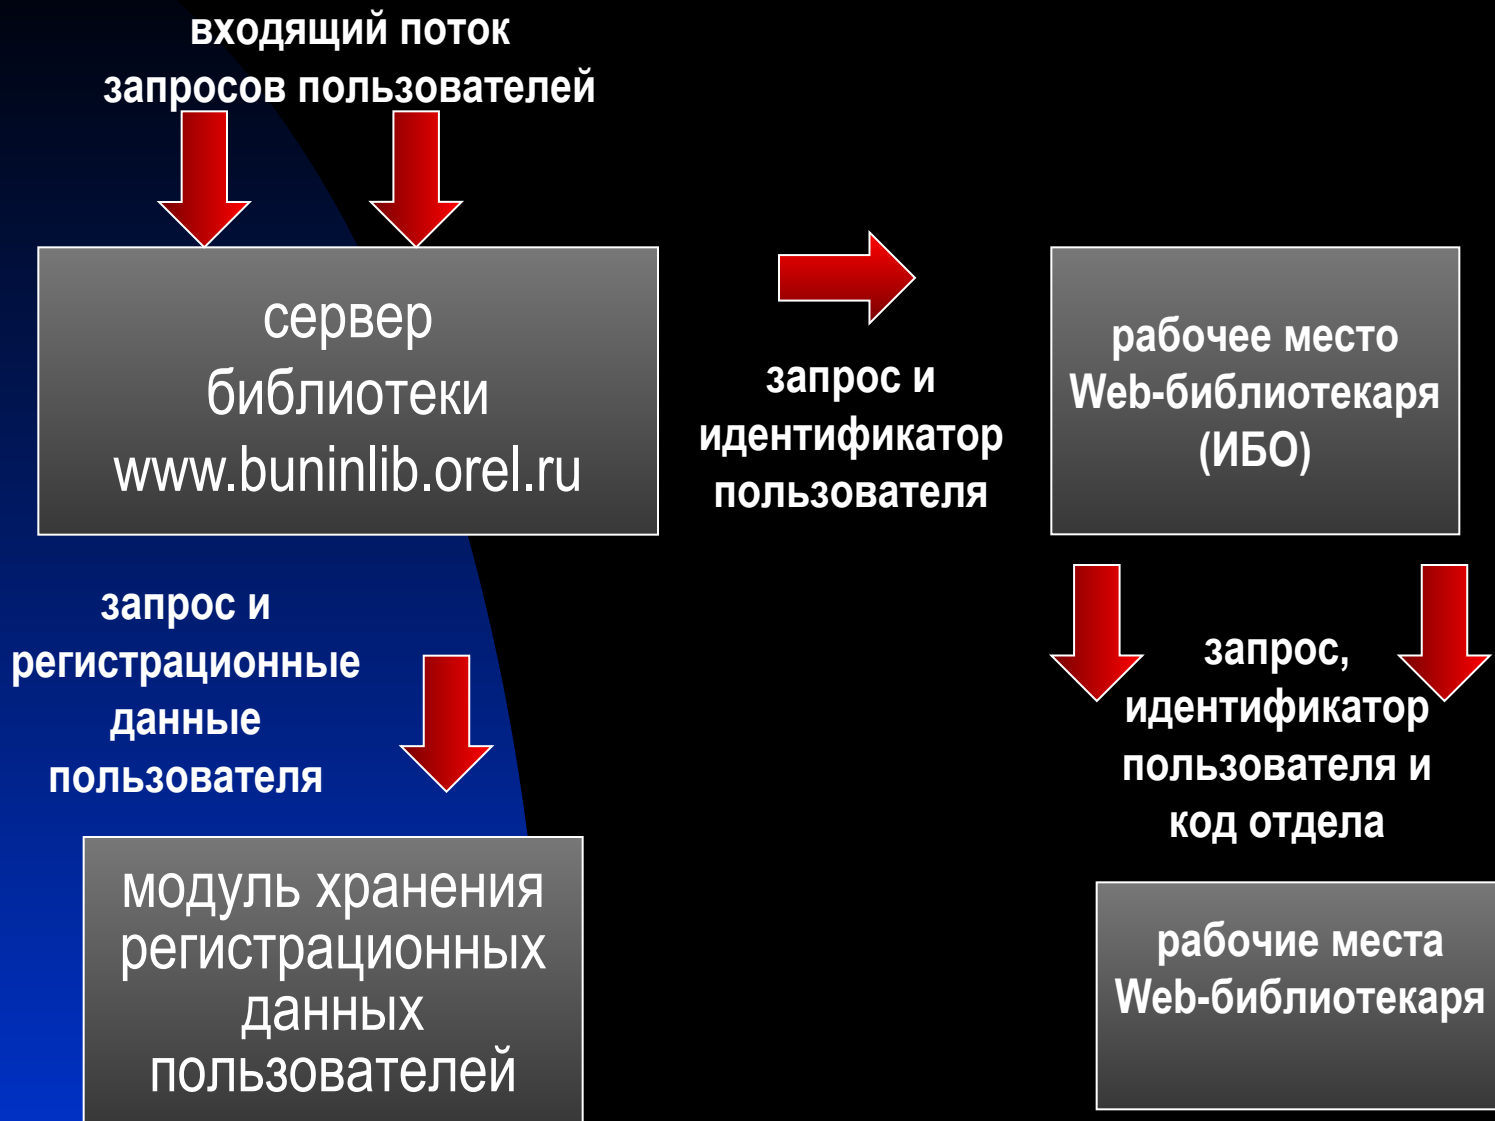 входящий поток
запросов пользователей
сервер
библиотеки
www.buninlib.orel.ru
запрос и
идентификатор
пользователя
рабочее место
Web-библиотекаря
(ИБО)
запрос и
регистрационные
данные
пользователя
запрос,
идентификатор
пользователя и
код отдела
модуль хранения
регистрационных
данных
пользователей
рабочие места
Web-библиотекаря